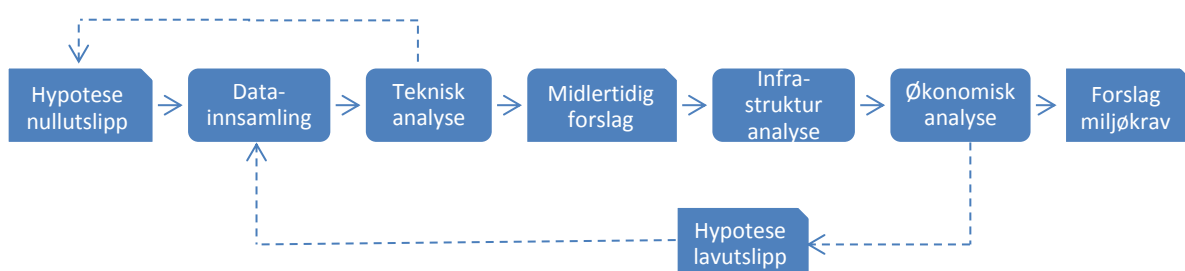 Hypotese
nullutslipp
Data-
innsamling
Teknisk
analyse
Midlertidig
forslag
Infra-
struktur
analyse
Økonomisk
analyse
Forslag
miljøkrav
Hypotese
lavutslipp